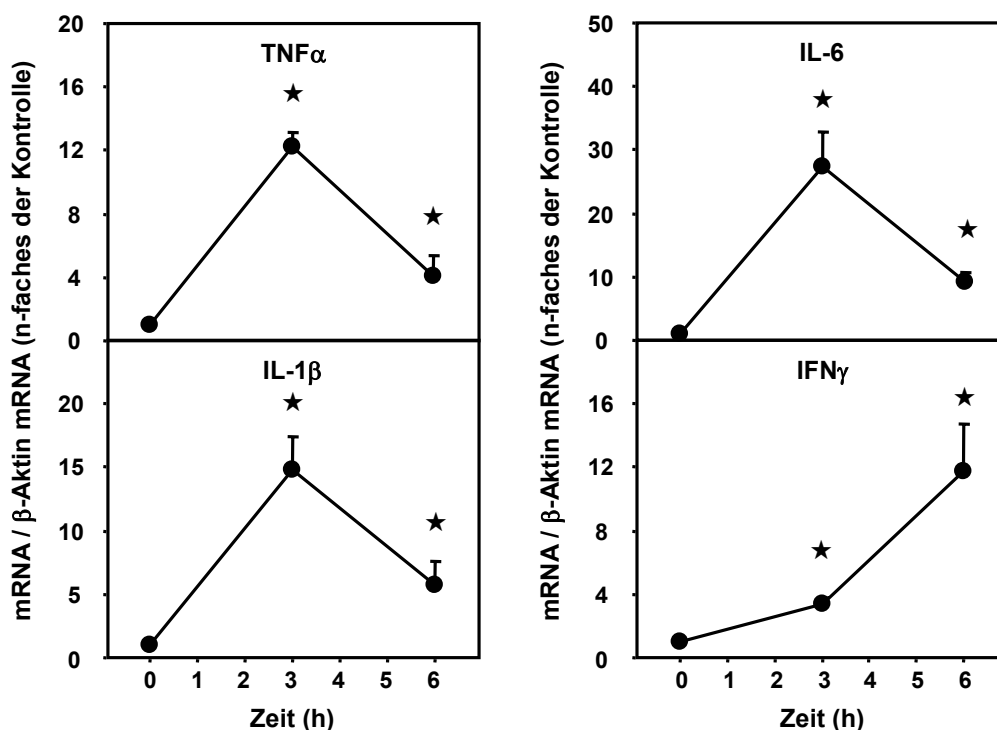 mRNA / β-Aktin mRNA (n-faches der Kontrolle)
TNFα
20
16
12
8
4
0
IL-1β
20
15
10
5
0
0 1 2 3 4 5 6
Zeit (h)
mRNA / β-Aktin mRNA (n-faches der Kontrolle)
IL-6
50
40
30
20
10
0
IFNγ
16
12
8
4
0
0 1 2 3 4 5 6
Zeit (h)